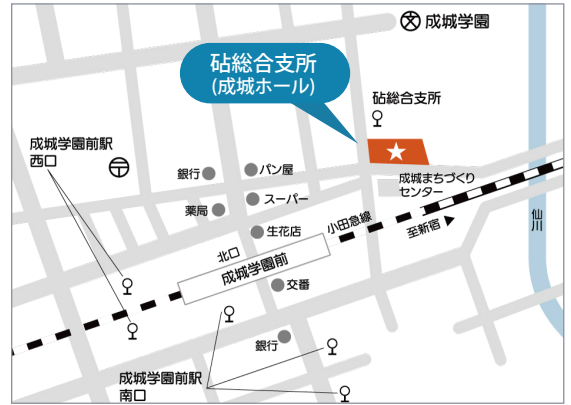 文 成城学園
砧総合支所
(成城ホール)
砧総合支所
成城学園前駅
西口
銀行
パン屋
成城まちづくり
センター
薬局
スーパー
生花店
小田急線
至新宿
仙川
北口
成城学園前
交番
銀行
成城学園前駅
南口